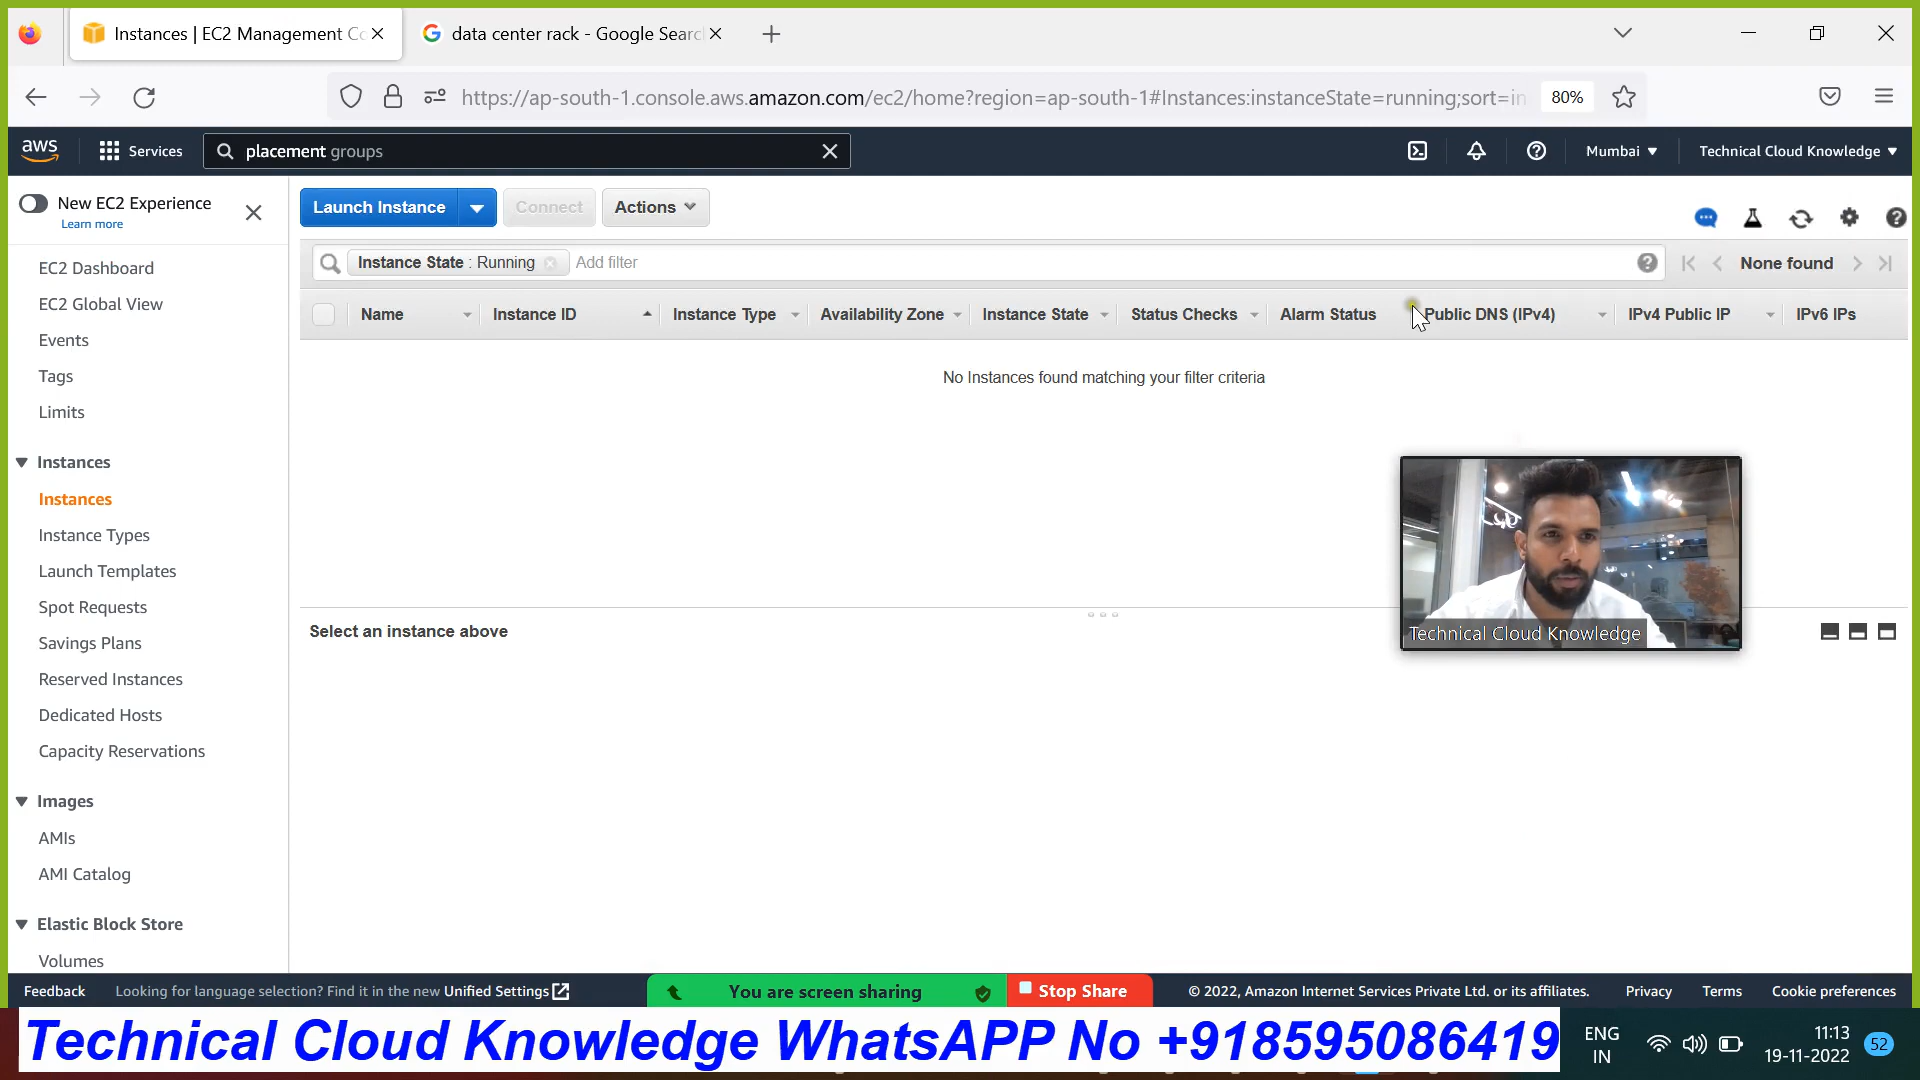 Instances | EC2 Management Co
data center rack - Google Searc
https://ap-south-1.console.aws.amazon.com/ec2/home?region=ap-south-1#Instances:instanceState=running;sort=in
80%
aws
Services
placement groups
Mumbai
Technical Cloud Knowledge
New EC2 Experience
Learn more
EC2 Dashboard
EC2 Global View
Events
Tags
Limits
Instances
Instances
Instance Types
Launch Templates
Spot Requests
Savings Plans
Reserved Instances
Dedicated Hosts
Capacity Reservations
Images
AMIs
AMI Catalog
Elastic Block Store
Volumes
Launch Instance
Connect
Actions
Instance State : Running
Add filter
None found
Name
Instance ID
Instance Type
Availability Zone
Instance State
Status Checks
Alarm Status
Public DNS (IPv4)
IPv4 Public IP
IPv6 IPs
No Instances found matching your filter criteria
Technical Cloud Knowledge
Select an instance above
Feedback
Looking for language selection? Find it in the new Unified Settings
You are screen sharing
Stop Share
© 2022, Amazon Internet Services Private Ltd. or its affiliates.
Privacy
Terms
Cookie preferences
Technical Cloud Knowledge WhatsAPP No +918595086419
ENG
IN
11:13
19-11-2022
52